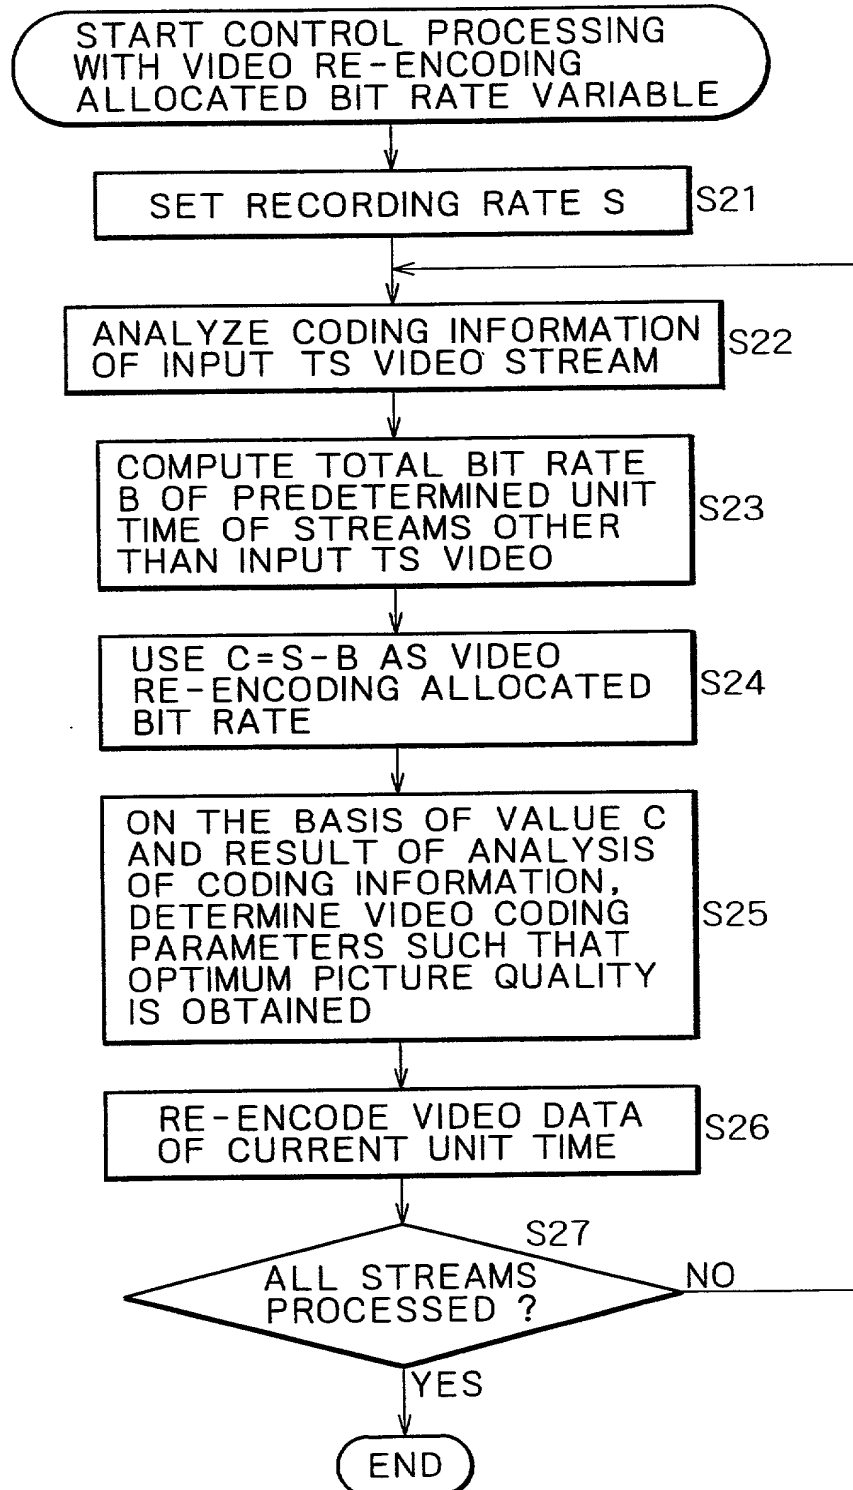 START CONTROL PROCESSING
WITH VIDEO RE-ENCODING
ALLOCATED BIT RATE VARIABLE
SET RECORDING RATE S
S21
ANALYZE CODING INFORMATION
OF INPUT TS VIDEO STREAM
S22
COMPUTE TOTAL BIT RATE
B OF PREDETERMINED UNIT
TIME OF STREAMS OTHER
THAN INPUT TS VIDEO
S23
USE C=S-B AS VIDEO
RE-ENCODING ALLOCATED
BIT RATE
S24
ON THE BASIS OF VALUE C
AND RESULT OF ANALYSIS
OF CODING INFORMATION,
DETERMINE VIDEO CODING
PARAMETERS SUCH THAT
OPTIMUM PICTURE QUALITY
IS OBTAINED
S25
RE-ENCODE VIDEO DATA
OF CURRENT UNIT TIME
S26
S27
ALL STREAMS
PROCESSED ?
NO
YES
END